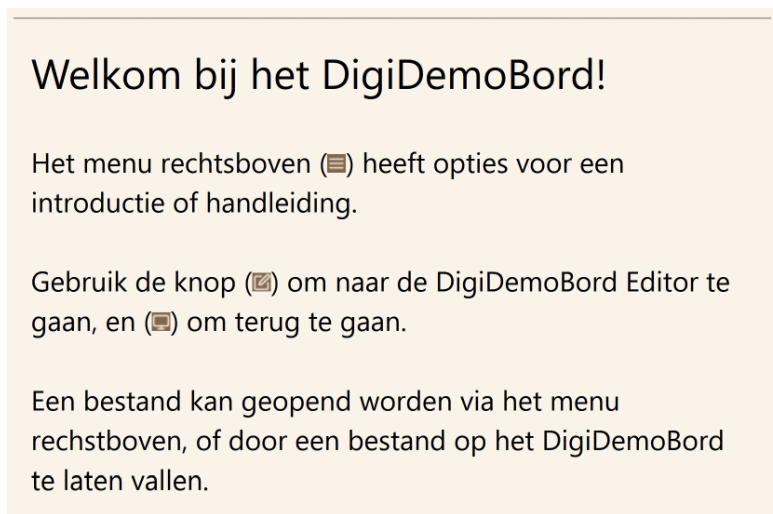 Welkom bij het DigiDemoBord!
Het menu rechtsboven () heeft opties voor een
introductie of handleiding.
Gebruik de knop () om naar de DigiDemoBord Editor te
gaan, en () om terug te gaan.
Een bestand kan geopend worden via het menu
rechstboven, of door een bestand op het DigiDemoBord
te laten vallen.